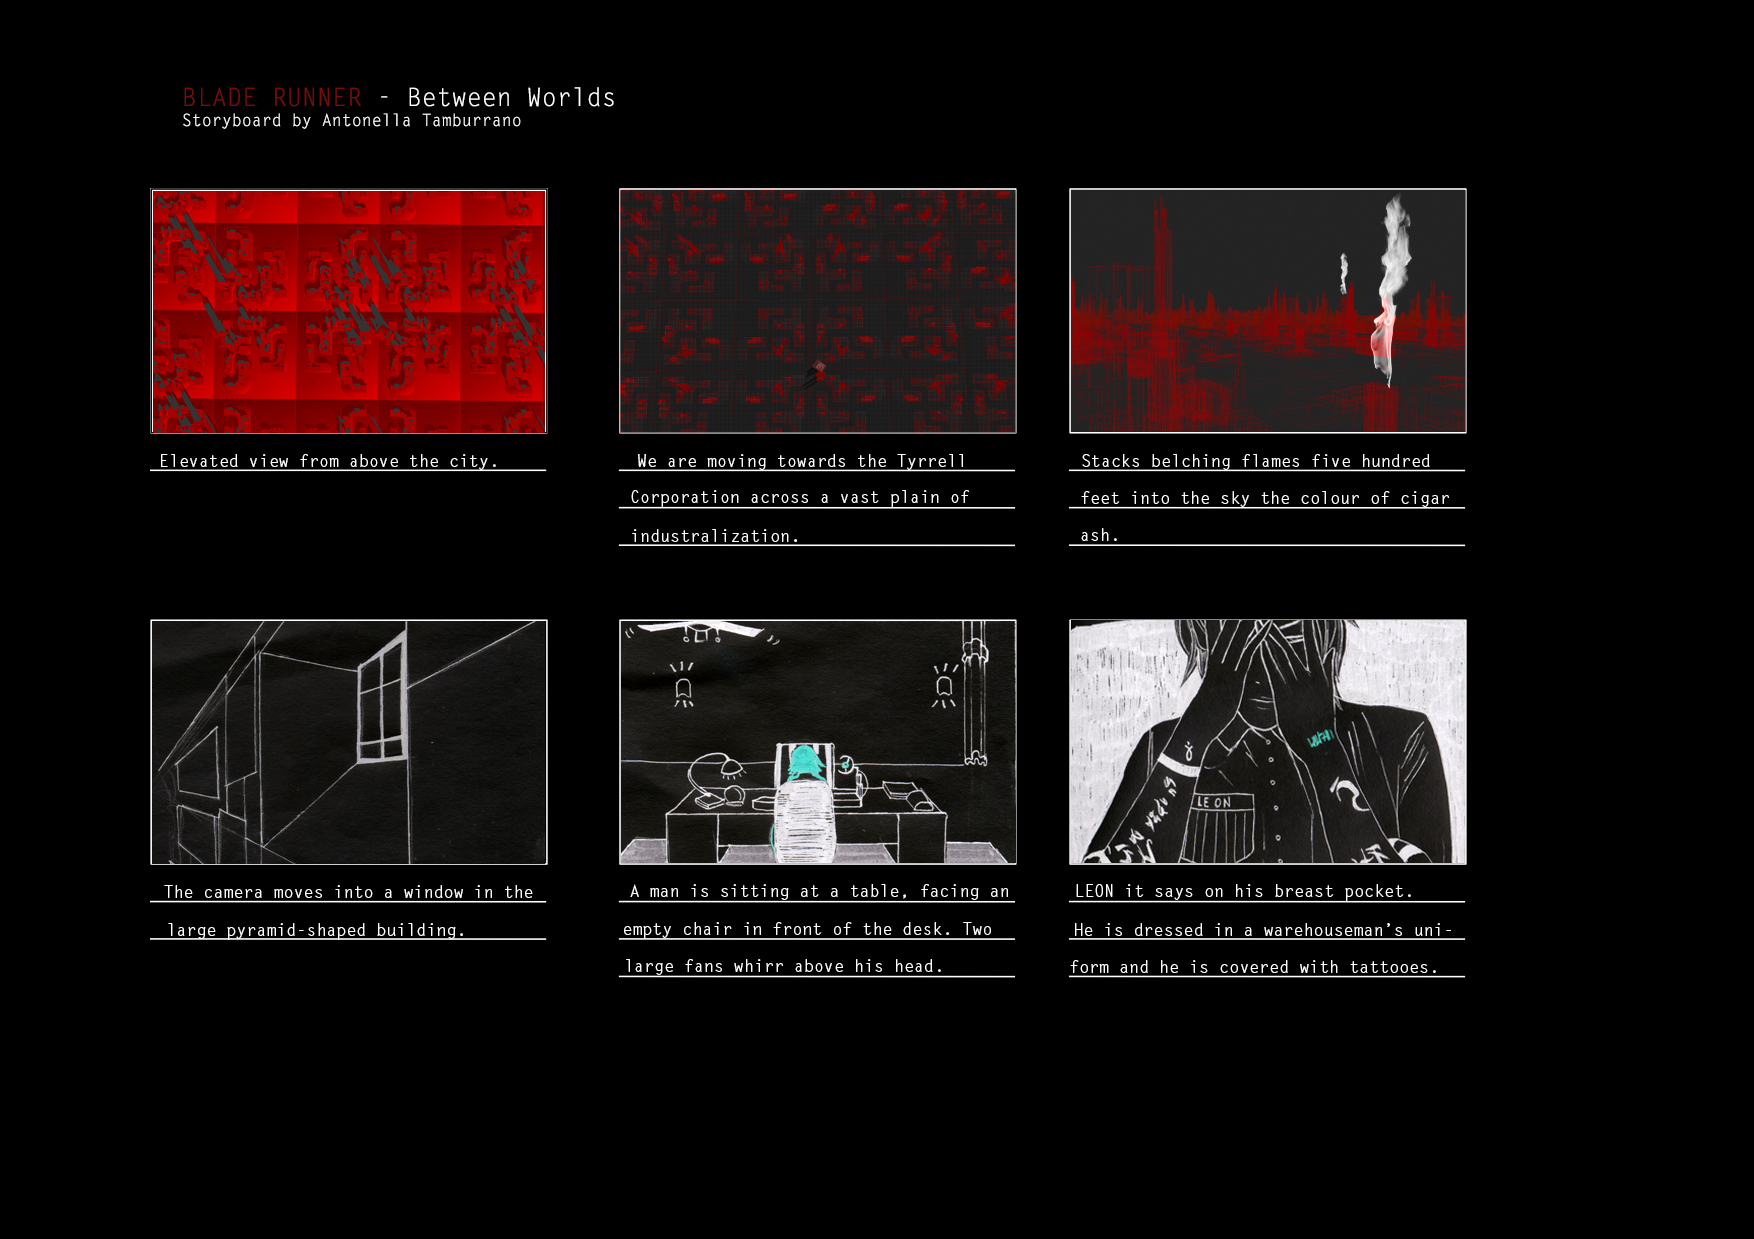 BLADE RUNNER - Between Worlds
Storyboard by Antonella Tamburrano
Elevated view from above the city.
We are moving towards the Tyrrell
Corporation across a vast plain of
industralization.
Stacks belching flames five hundred
feet into the sky the colour of cigar
ash.
The camera moves into a window in the
large pyramid-shaped building.
LEON
A man is sitting at a table, facing an
empty chair in front of the desk. Two
large fans whirr above his head.
LEON it says on his breast pocket.
He is dressed in a warehouseman's uni-
form and he is covered with tattooes.